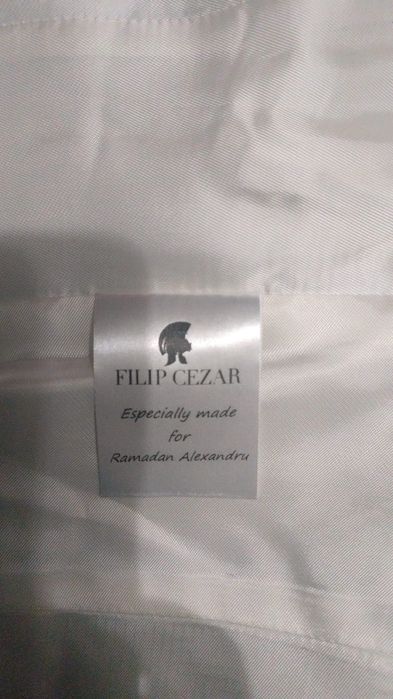 FILIP CEZAR
Especially made
for
Ramadan Alexandru